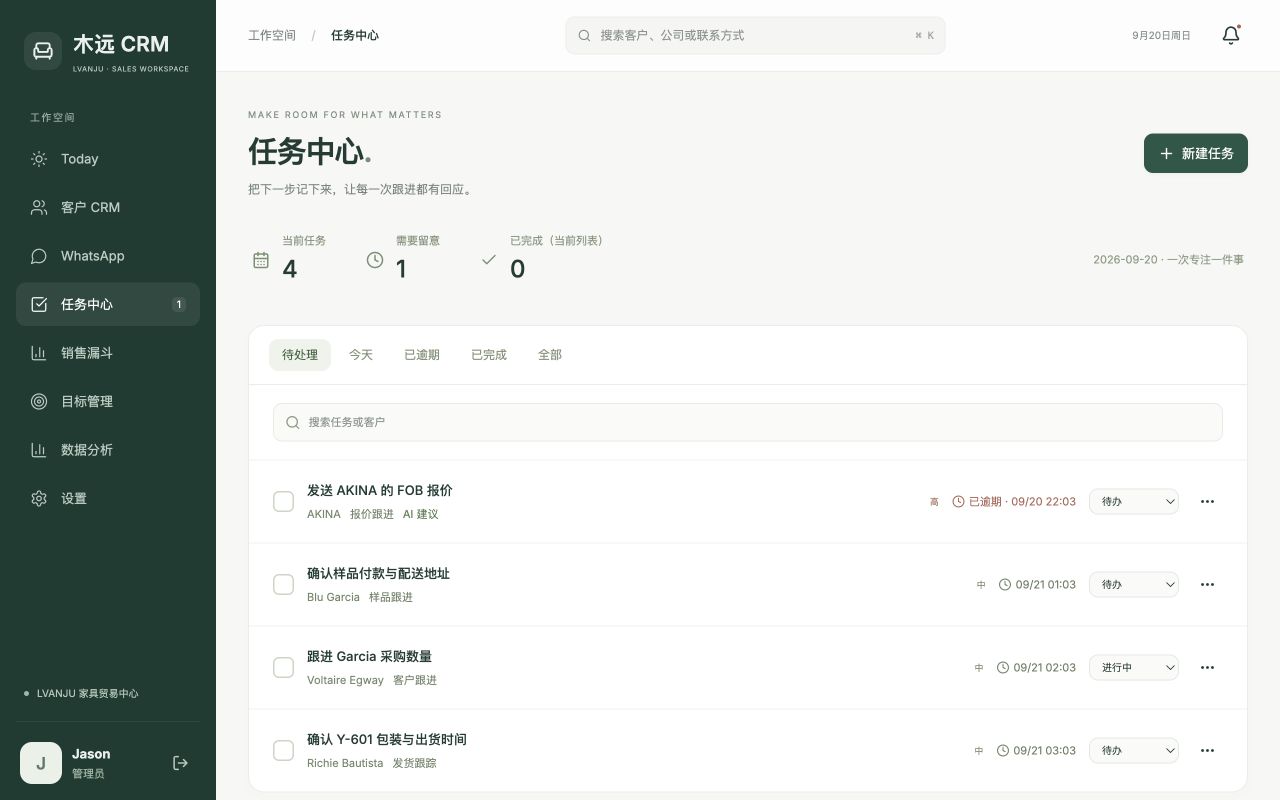 木远 CRM
LVANJU · SALES WORKSPACE
工作空间
Today
客户 CRM
WhatsApp
任务中心 1
销售漏斗
目标管理
数据分析
设置
LVANJU 家具贸易中心
J
Jason
管理员
工作空间 / 任务中心
搜索客户、公司或联系方式 ⌘ K
9月20日周日
MAKE ROOM FOR WHAT MATTERS
任务中心.
把下一步记下来，让每一次跟进都有回应。
新建任务
当前任务
4
需要留意
1
已完成（当前列表）
0
2026-09-20 · 一次专注一件事
待处理 今天 已逾期 已完成 全部
搜索任务或客户
发送 AKINA 的 FOB 报价
AKINA 报价跟进 AI 建议
高 已逾期 · 09/20 22:03 待办
确认样品付款与配送地址
Blu Garcia 样品跟进
中 09/21 01:03 待办
跟进 Garcia 采购数量
Voltaire Egway 客户跟进
中 09/21 02:03 进行中
确认 Y-601 包装与出货时间
Richie Bautista 发货跟踪
中 09/21 03:03 待办